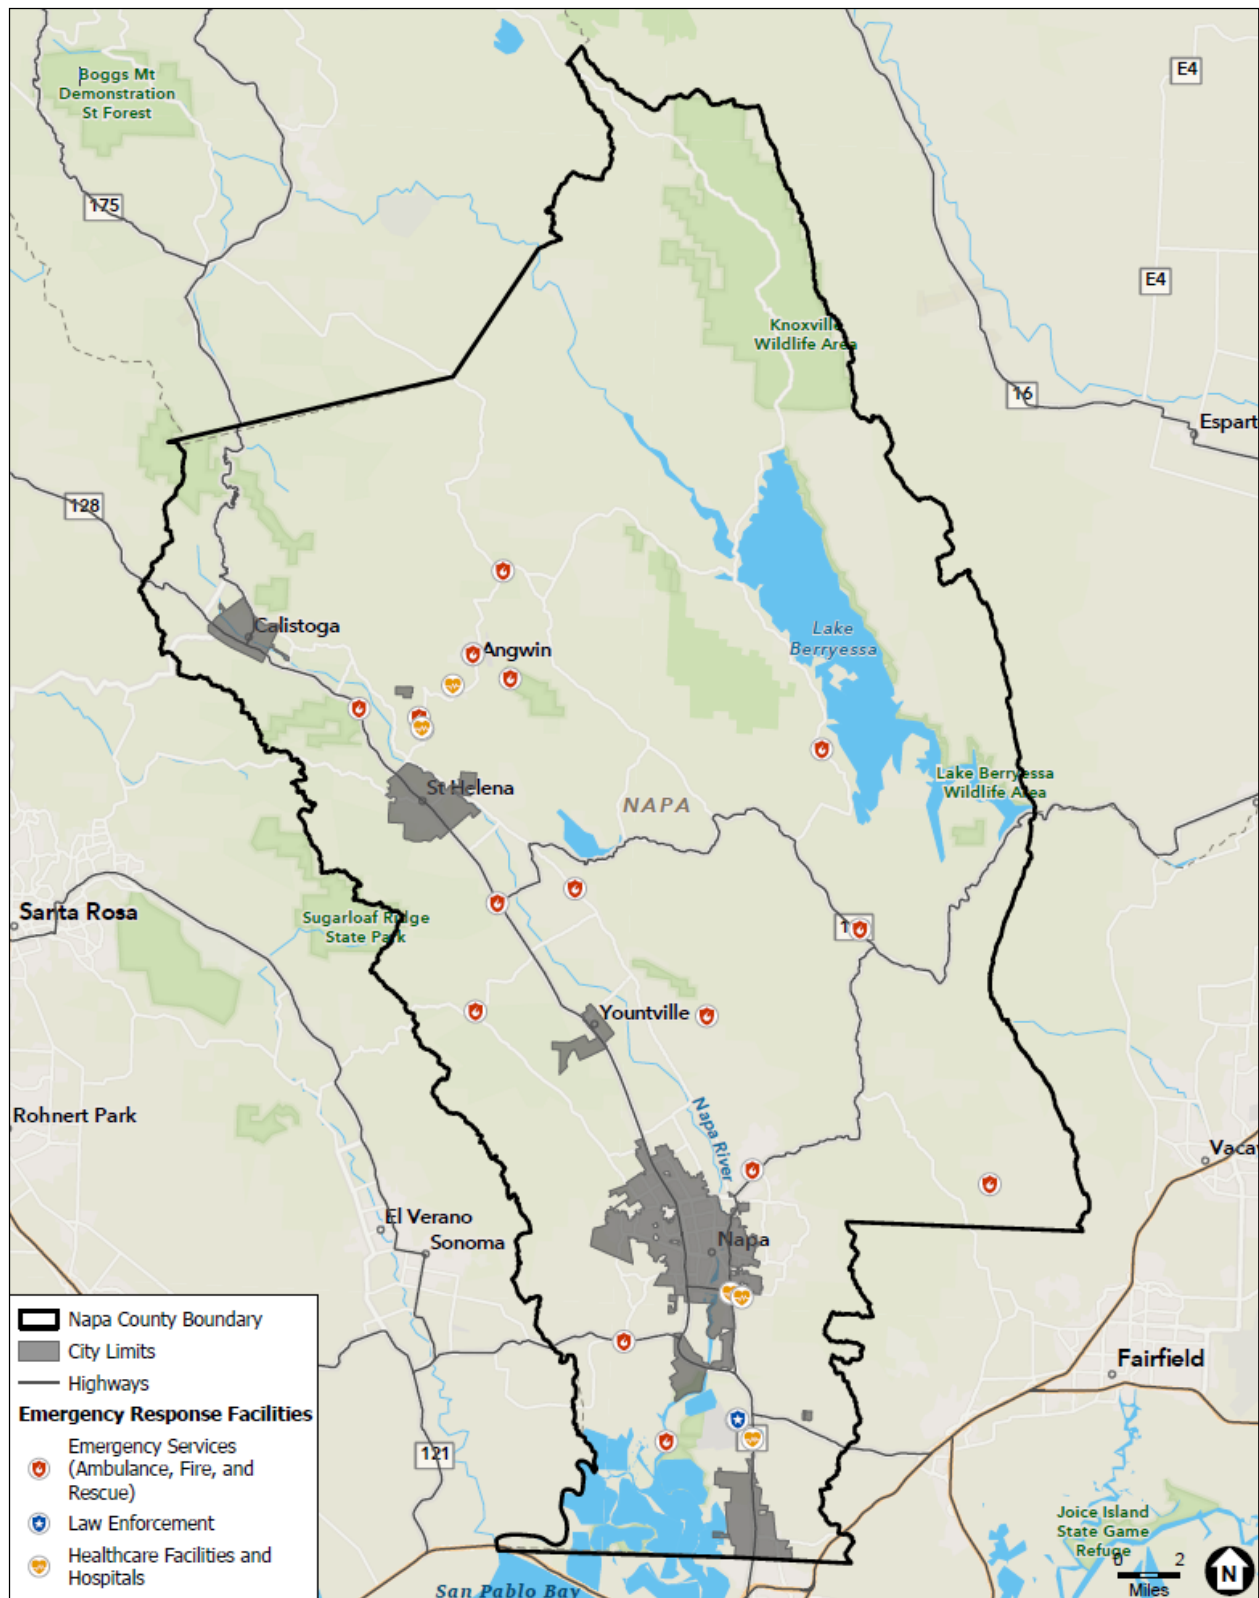 Boggs Mt
Demonstration
St Forest
E4
175
E4
Knoxville
Wildlife Area
16
Espart
128
Calistoga
Angwin
Lake
Berryessa
Lake Berryessa
Wildlife Area
St Helena
NAPA
Santa Rosa
Sugarloaf Ridge
State Park
1
Yountville
Napa River
Rohnert Park
Vaca
El Verano
Sonoma
Napa
Fairfield
121
Joice Island
State Game
Refuge
San Pablo Bay
Napa County Boundary
City Limits
Highways
Emergency Response Facilities
Emergency Services
(Ambulance, Fire, and
Rescue)
Law Enforcement
Healthcare Facilities and
Hospitals
0 2
Miles
N